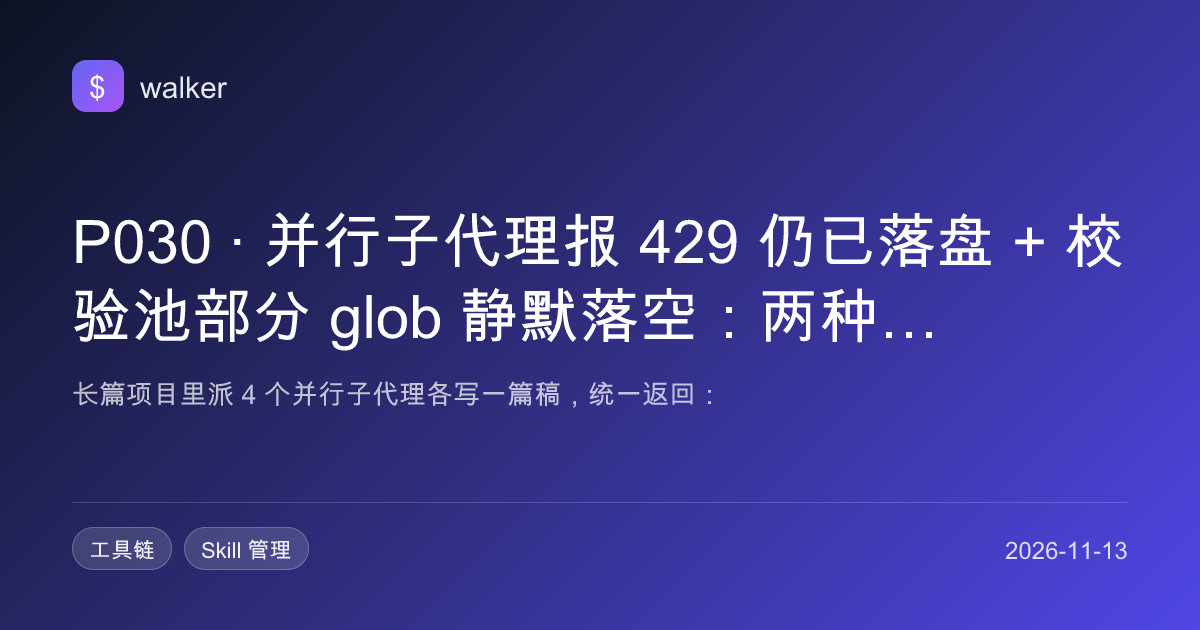 $ walker
P030 · 并行子代理报 429 仍已落盘 + 校
验池部分 glob 静默落空：两种…
长篇项目里派 4 个并行子代理各写一篇稿，统一返回：
工具链 Skill 管理 2026-11-13